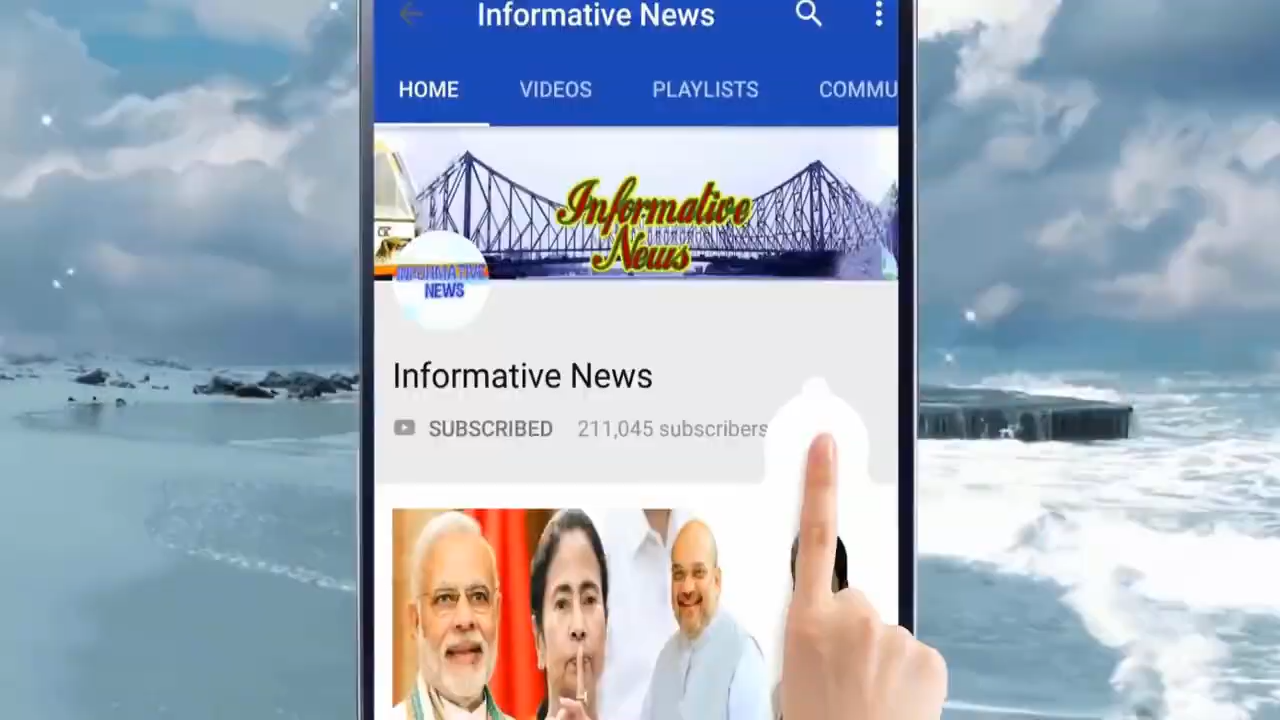 Informative News
HOME VIDEOS PLAYLISTS COMMU
Informative
News
INFORMATIVE
NEWS
Informative News
SUBSCRIBED 211,045 subscribers